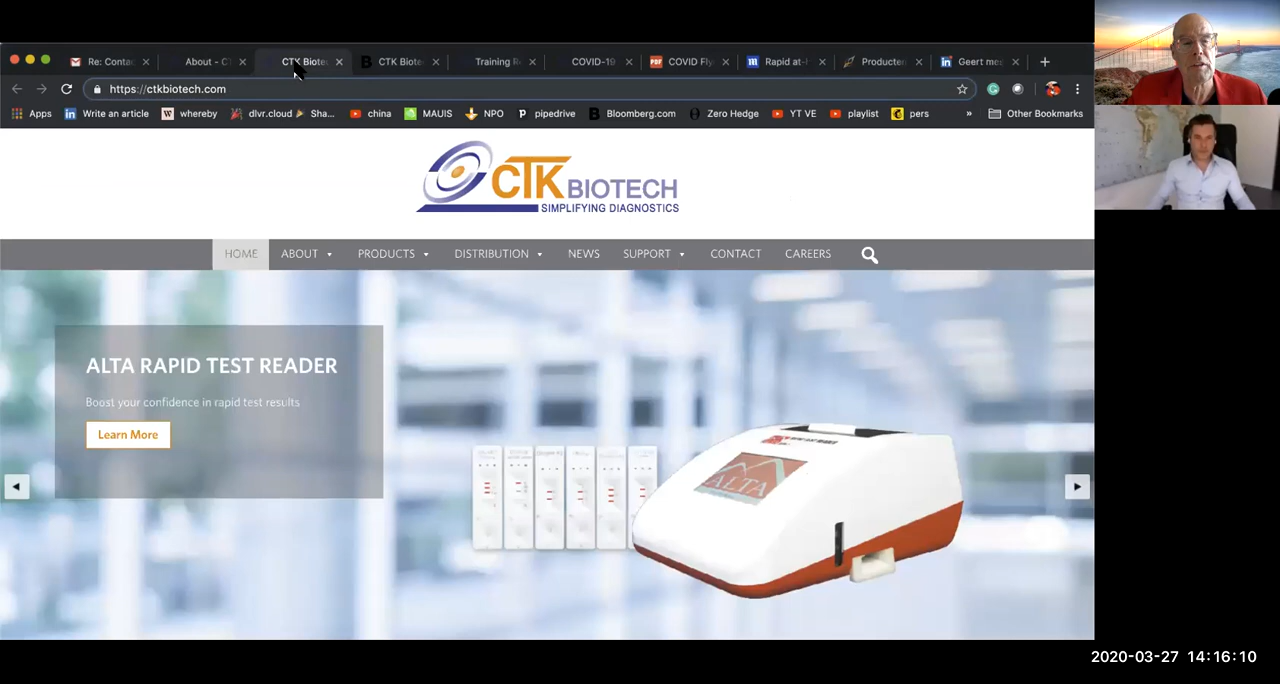 Re: Conta
About - C
CTK Biote
CTK Biote
Training R
COVID-19
PDF
COVID Fly
Rapid at-h
Producte
Geert me
https://ctkbiotech.com
Apps
Write an article
whereby
dlvr.cloud
Sha...
china
MAUIS
NPO
pipedrive
Bloomberg.com
Zero Hedge
YT VE
playlist
pers
»
Other Bookmarks
CTK BIOTECH
SIMPLIFYING DIAGNOSTICS
HOME
ABOUT
PRODUCTS
DISTRIBUTION
NEWS
SUPPORT
CONTACT
CAREERS
ALTA RAPID TEST READER
Boost your confidence in rapid test results
Learn More
ALTA
2020-03-27 14:16:10